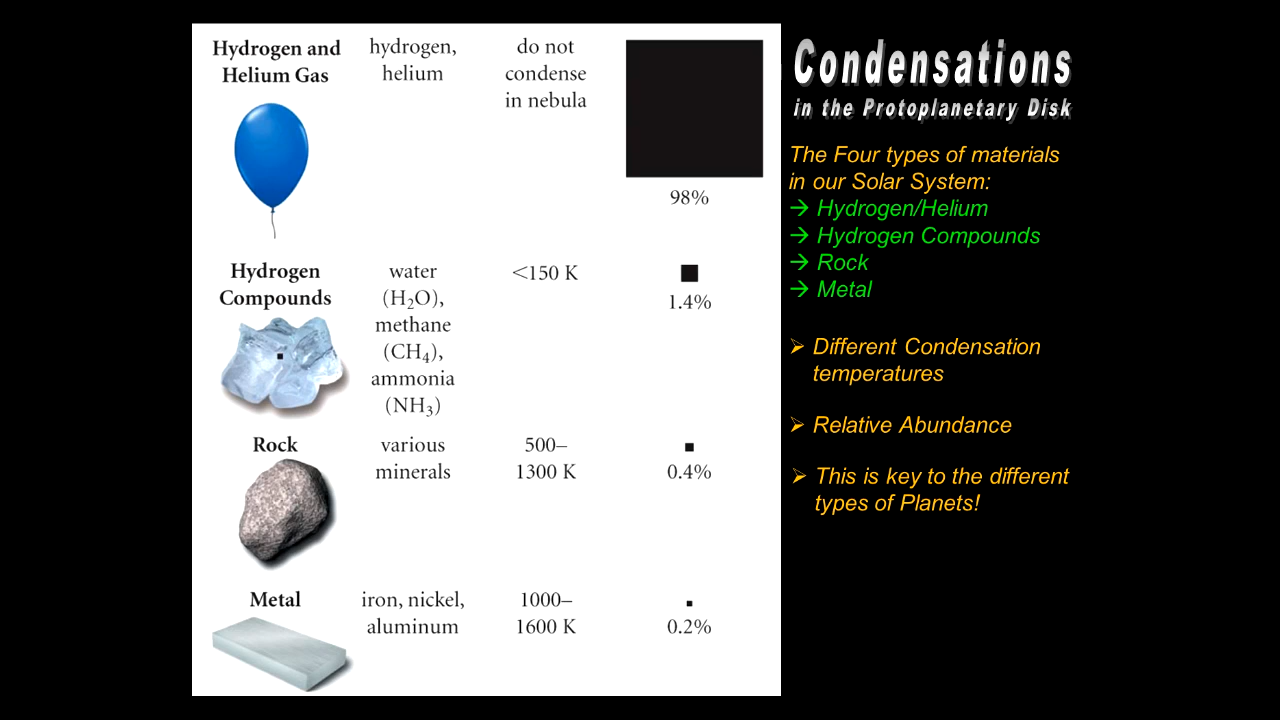 Hydrogen and
Helium Gas
hydrogen,
helium
do not
condense
in nebula
98%
Hydrogen
Compounds
water
(H₂O),
methane
(CH₄),
ammonia
(NH₃)
<150 K
1.4%
Rock
various
minerals
500–
1300 K
0.4%
Metal
iron, nickel,
aluminum
1000–
1600 K
0.2%
Condensations
in the Protoplanetary Disk
The Four types of materials
in our Solar System:
→ Hydrogen/Helium
→ Hydrogen Compounds
→ Rock
→ Metal
➢ Different Condensation
temperatures
➢ Relative Abundance
➢ This is key to the different
types of Planets!